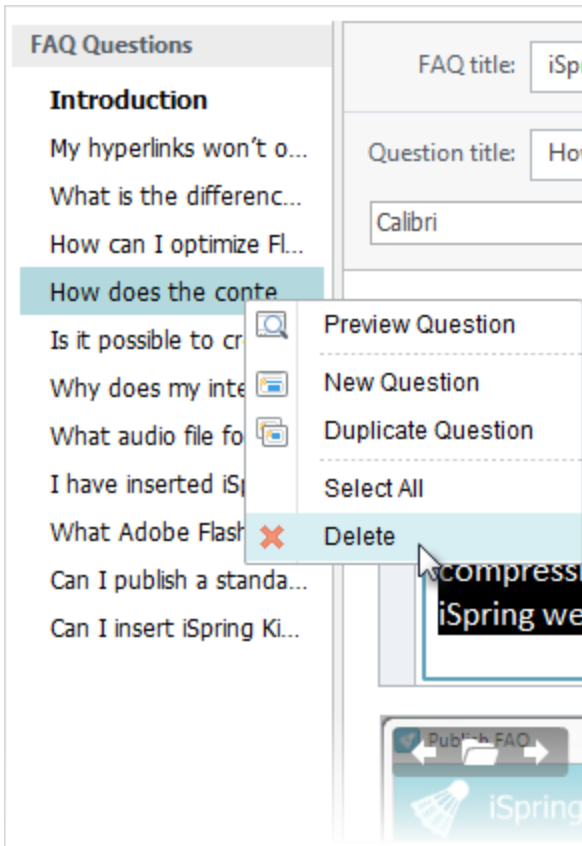 FAQ Questions
Introduction
My hyperlinks won't o...
What is the differenc...
How can I optimize Fl...
How does the conte
Is it possible to cr
Why does my inte
What audio file fo
I have inserted iSp
What Adobe Flash
Can I publish a standa...
Can I insert iSpring Ki...
FAQ title: iSpr
Question title: How
Calibri
Preview Question
New Question
Duplicate Question
Select All
Delete
compressi
iSpring we
Publish FAQ
iSpring